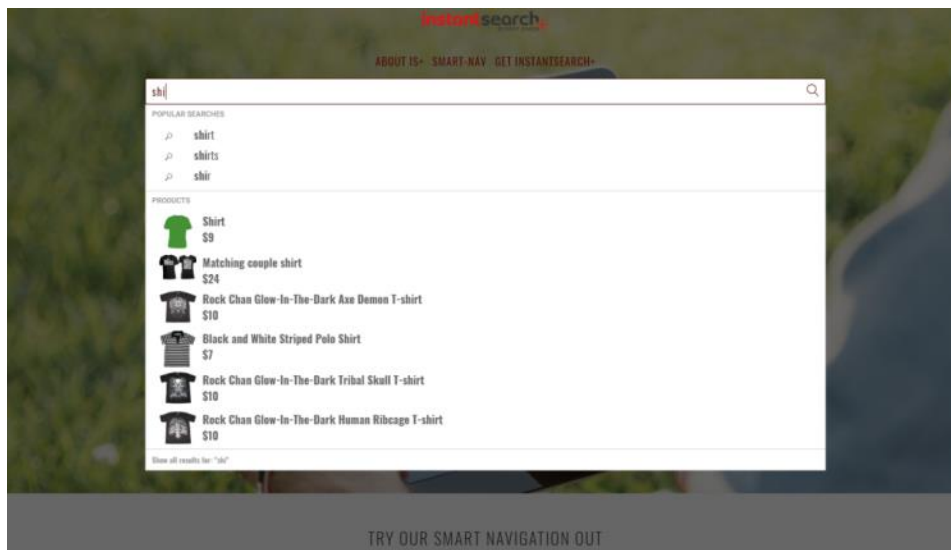 instantsearch+
ABOUT IS+ SMART-NAV GET INSTANTSEARCH+
shi
POPULAR SEARCHES
shirt
shirts
shir
PRODUCTS
Shirt
$9
Matching couple shirt
$24
Rock Chan Glow-In-The-Dark Axe Demon T-shirt
$10
Black and White Striped Polo Shirt
$7
Rock Chan Glow-In-The-Dark Tribal Skull T-shirt
$10
Rock Chan Glow-In-The-Dark Human Ribcage T-shirt
$10
Show all results for: "shi"
TRY OUR SMART NAVIGATION OUT